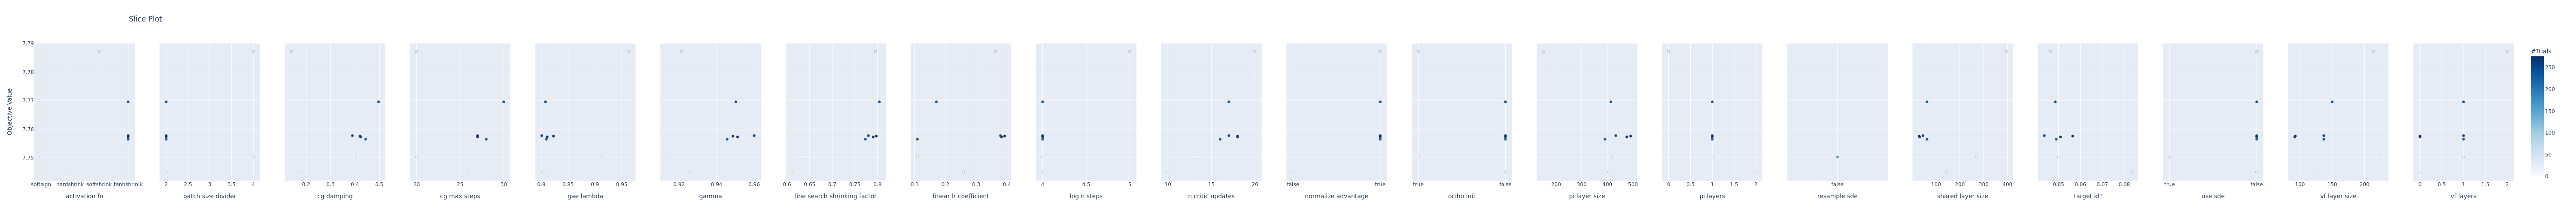 Slice Plot
Objective Value
7.79
7.78
7.77
7.76
7.75
softsign hardshrink softshrink tanhshrinik
activation fn
2 2.5 3 3.5 4
batch size divider
0.2 0.3 0.4 0.5
cg damping
20 25 30
cg max steps
0.8 0.85 0.9 0.95
gae lambda
0.92 0.94 0.96
gamma
0.6 0.65 0.7 0.75 0.8
line search shrinking factor
0.1 0.2 0.3 0.4
linear lr coefficient
4 4.5 5
log n steps
10 15 20
n critic updates
false true
normalize advantage
true false
ortho init
200 300 400 500
pi layer size
0 0.5 1 1.5 2
pi layers
false
resample sde
100 200 300 400
shared layer size
0.05 0.06 0.07 0.08
target kl"
true false
use sde
100 150 200
vf layer size
0 0.5 1 1.5 2
vf layers
#Trials
250
200
150
100
50
0